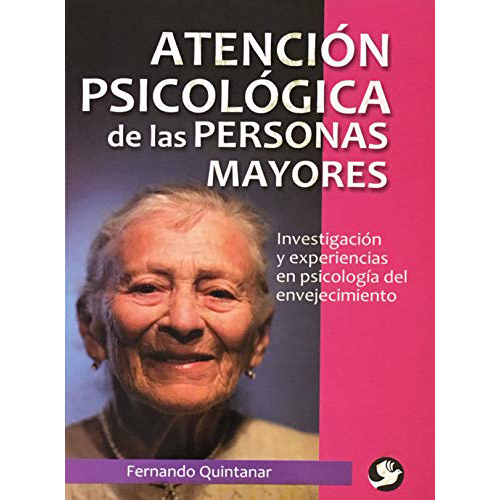 ATENCIÓN
PSICOLÓGICA
de las PERSONAS
MAYORES
Investigación
y experiencias
en psicología del
envejecimiento
Fernando Quintanar